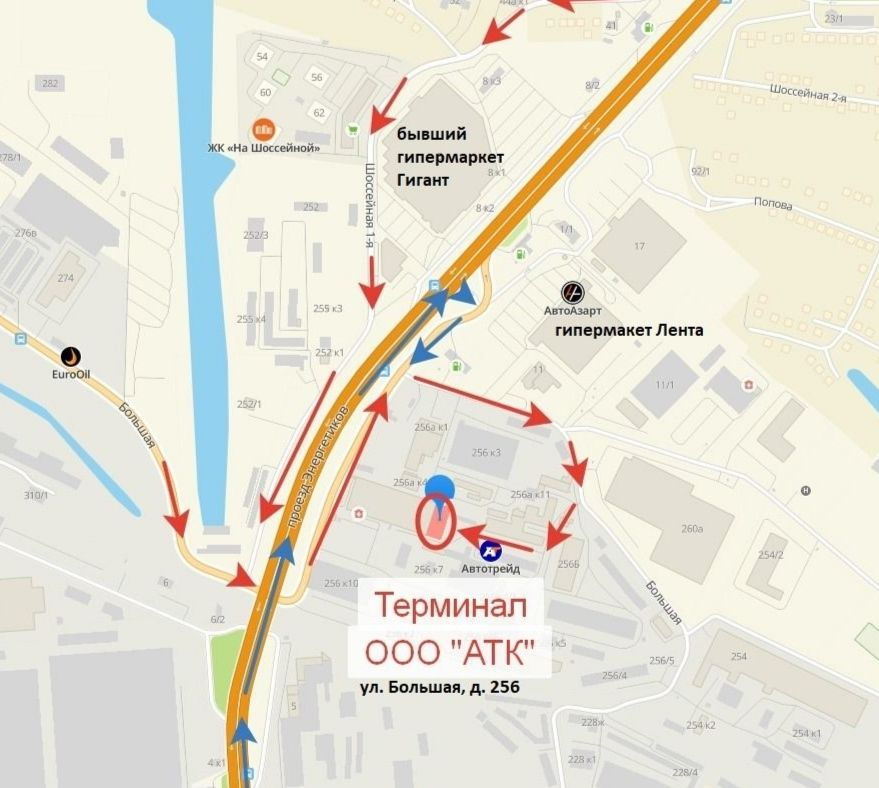 52
41
23/1
54
56
60
62
282
ЖК «На Шоссейной»
8 к3
8/2
Шоссейная 2-я
бывший
гипермаркет
Гигант
8 к1
8 к2
278/1
Шоссейная 1-я
92/1
Попова
276в
252
252/3
1/1
17
274
255 к4
255 к3
АвтоАзарт
гипермакет Лента
EuroOil
252 к1
11
11/1
252/1
Большая
проезд Энергетиков
256а к1
256 к3
310/1
256а к4
256а к11
Н
260а
254/2
Автотрейд
256 к7
256Б
256 к10
6
6/2
Большая
Терминал
ООО "АТК"
к5
ул. Большая, д. 256
256/5
256/4
254
5
228ж
254 к2
254 к1
4 к1
228 к1
228/4